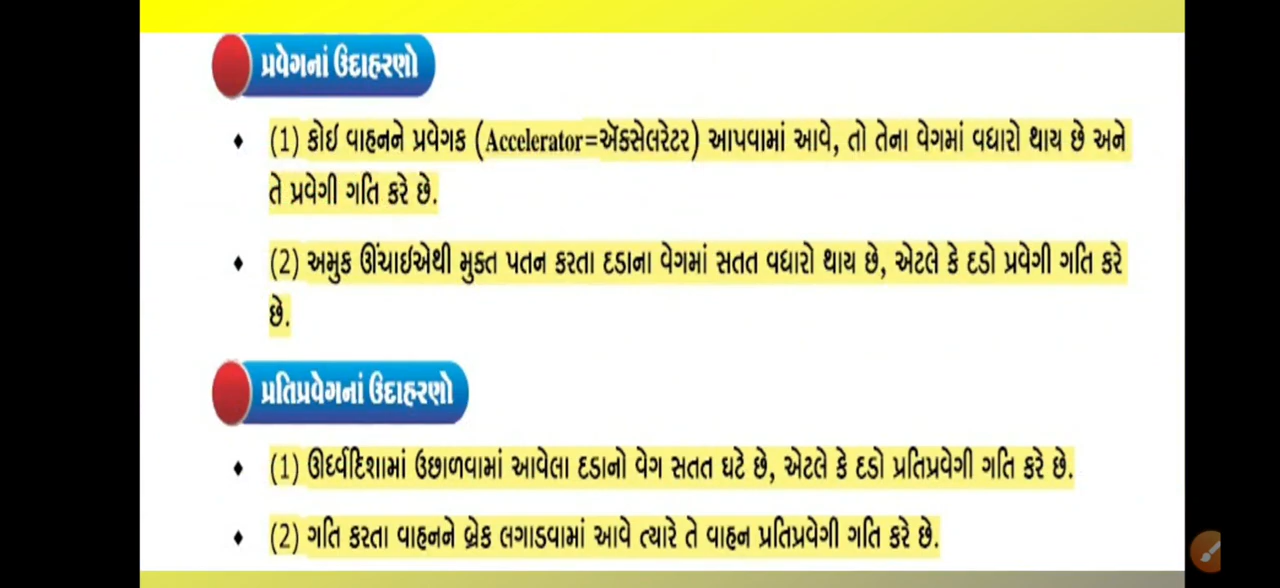 પ્રવેગનાં ઉદાહરણો
♦ (1) કોઈ વાહનને પ્રવેગક (Accelerator=ઍક્સેલરેટર) આપવામાં આવે, તો તેના વેગમાં વધારો થાય છે અને
તે પ્રવેગી ગતિ કરે છે.
♦ (2) અમુક ઊંચાઈએથી મુક્ત પતન કરતા દડાના વેગમાં સતત વધારો થાય છે, એટલે કે દડો પ્રવેગી ગતિ કરે
છે.
પ્રતિપ્રવેગનાં ઉદાહરણો
♦ (1) ઊર્ધ્વદિશામાં ઉછાળવામાં આવેલા દડાનો વેગ સતત ઘટે છે, એટલે કે દડો પ્રતિપ્રવેગી ગતિ કરે છે.
♦ (2) ગતિ કરતા વાહનને બ્રેક લગાડવામાં આવે ત્યારે તે વાહન પ્રતિપ્રવેગી ગતિ કરે છે.